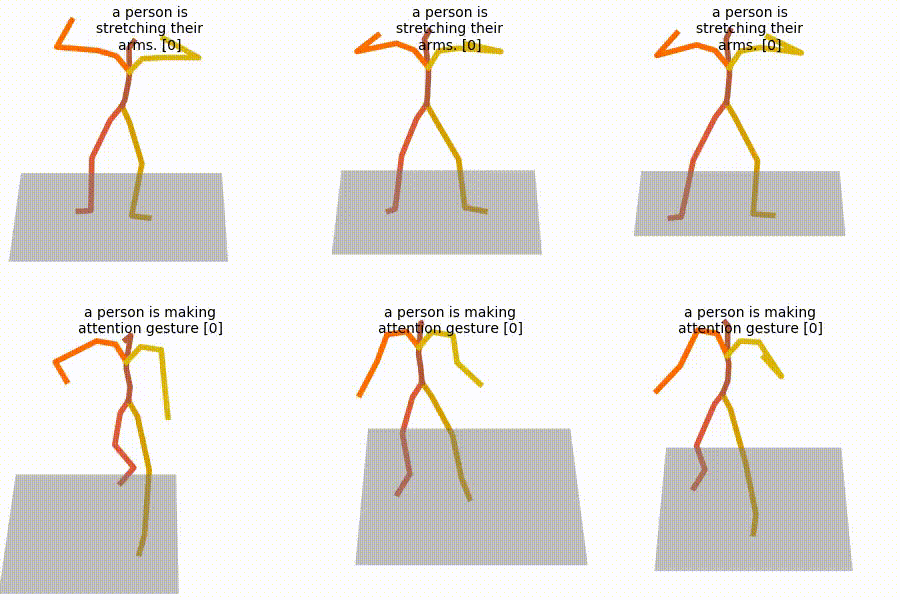 a person is
stretching their
arms. [0]
a person is
stretching their
arms. [0]
a person is
stretching their
arms. [0]
a person is making
attention gesture [0]
a person is making
attention gesture [0]
a person is making
attention gesture [0]